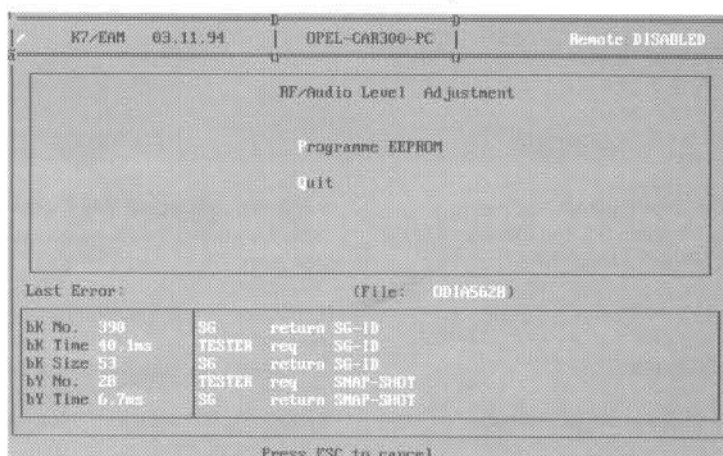 K7/EAM 03.11.94 | OPEL-CAR300-PC | Remote DISABLED
RF/Audio Level Adjustment
Programme EEPROM
Quit
Last Error: (File: ODIA562B)
bK No. 390 SG return SG-ID
bK Time 40.1ms TESTER req SG-ID
bK Size 53 SG return SG-ID
bY No. 28 TESTER req SNAP-SHOT
bY Time 6.7ms SG return SNAP-SHOT
Press ESC to cancel